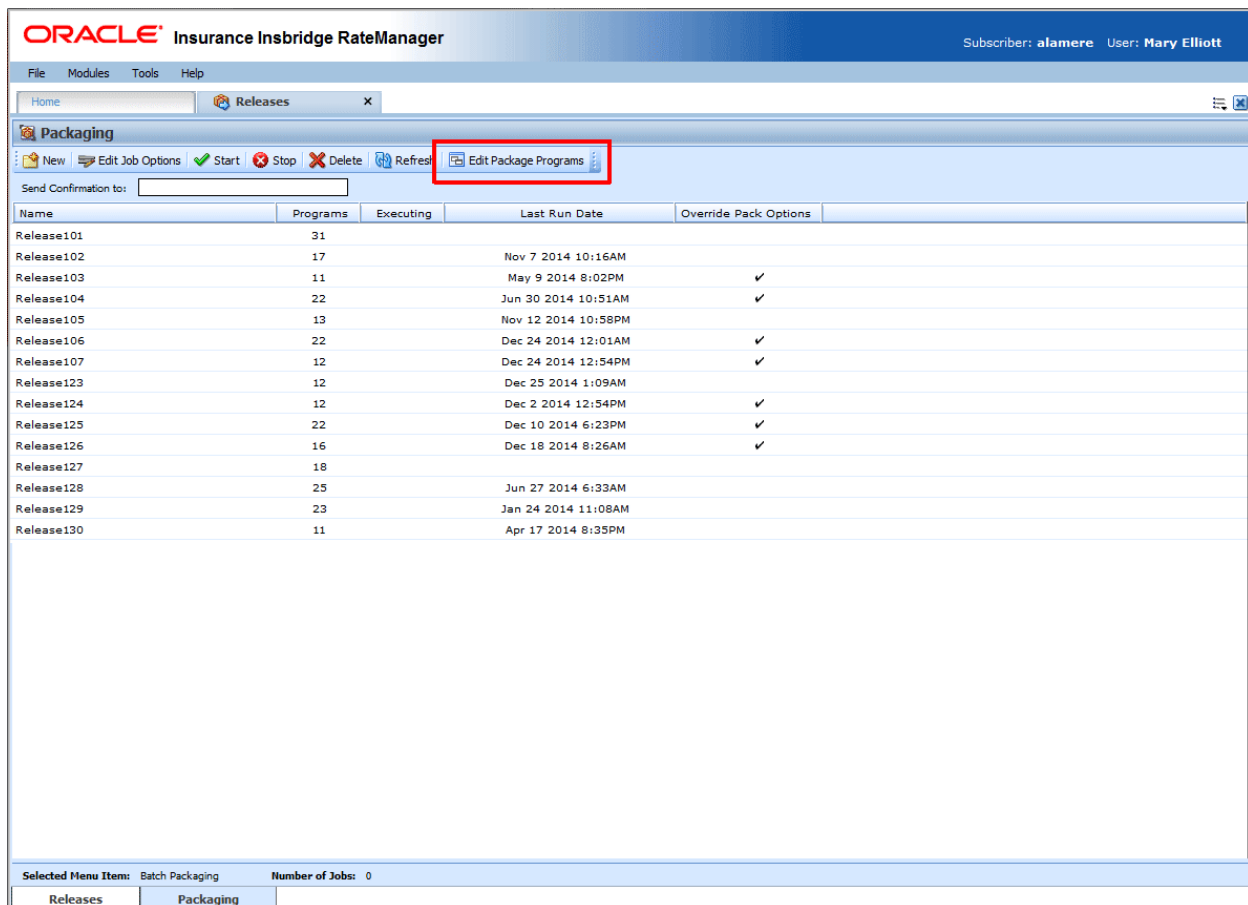 ORACLE Insurance Insbridge RateManager
Subscriber: alamere User: Mary Elliott
File Modules Tools Help
Home Releases
Packaging
New Edit Job Options Start Stop Delete Refresh Edit Package Programs
Send Confirmation to:
Name Programs Executing Last Run Date Override Pack Options
Release101 31
Release102 17 Nov 7 2014 10:16AM
Release103 11 May 9 2014 8:02PM ✔
Release104 22 Jun 30 2014 10:51AM ✔
Release105 13 Nov 12 2014 10:58PM
Release106 22 Dec 24 2014 12:01AM ✔
Release107 12 Dec 24 2014 12:54PM ✔
Release123 12 Dec 25 2014 1:09AM
Release124 12 Dec 2 2014 12:54PM ✔
Release125 22 Dec 10 2014 6:23PM ✔
Release126 16 Dec 18 2014 8:26AM ✔
Release127 18
Release128 25 Jun 27 2014 6:33AM
Release129 23 Jan 24 2014 11:08AM
Release130 11 Apr 17 2014 8:35PM
Selected Menu Item: Batch Packaging Number of Jobs: 0
Releases Packaging